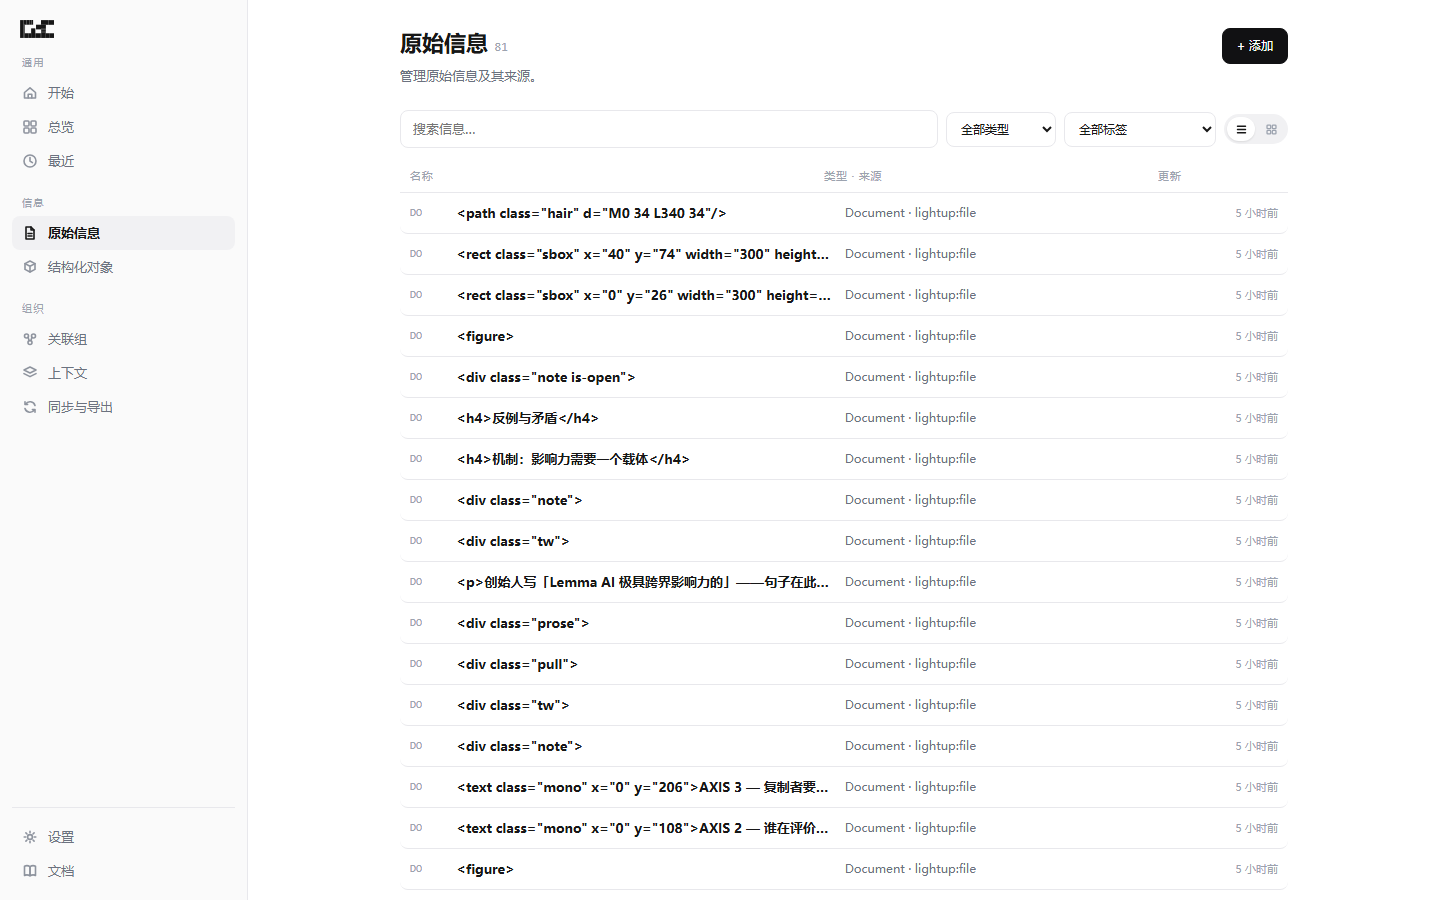 通用
开始
总览
最近
信息
原始信息
结构化对象
组织
关联组
上下文
同步与导出
设置
文档
原始信息 81
+ 添加
管理原始信息及其来源。
搜索信息...
全部类型
全部标签
名称 类型 · 来源 更新
DO <path class="hair" d="M0 34 L340 34"/> Document · lightup:file 5 小时前
DO <rect class="sbox" x="40" y="74" width="300" height... Document · lightup:file 5 小时前
DO <rect class="sbox" x="0" y="26" width="300" height=... Document · lightup:file 5 小时前
DO <figure> Document · lightup:file 5 小时前
DO <div class="note is-open"> Document · lightup:file 5 小时前
DO <h4>反例与矛盾</h4> Document · lightup:file 5 小时前
DO <h4>机制：影响力需要一个载体</h4> Document · lightup:file 5 小时前
DO <div class="note"> Document · lightup:file 5 小时前
DO <div class="tw"> Document · lightup:file 5 小时前
DO <p>创始人写「Lemma AI 极具跨界影响力的」——句子在此... Document · lightup:file 5 小时前
DO <div class="prose"> Document · lightup:file 5 小时前
DO <div class="pull"> Document · lightup:file 5 小时前
DO <div class="tw"> Document · lightup:file 5 小时前
DO <div class="note"> Document · lightup:file 5 小时前
DO <text class="mono" x="0" y="206">AXIS 3 — 复制者要... Document · lightup:file 5 小时前
DO <text class="mono" x="0" y="108">AXIS 2 — 谁在评价... Document · lightup:file 5 小时前
DO <figure> Document · lightup:file 5 小时前